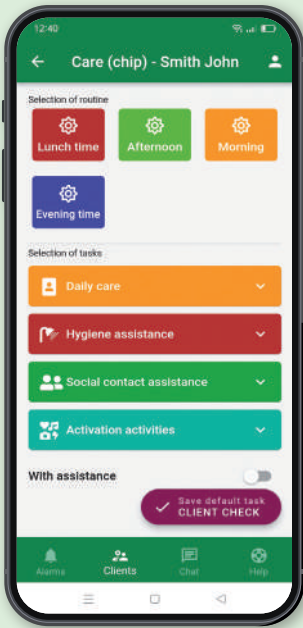 12:40
Care (chip) - Smith John
Selection of routine
Lunch time
Afternoon
Morning
Evening time
Selection of tasks
Daily care
Hygiene assistance
Social contact assistance
Activation activities
With assistance
Save default task
CLIENT CHECK
Alarms
Clients
Chat
Help